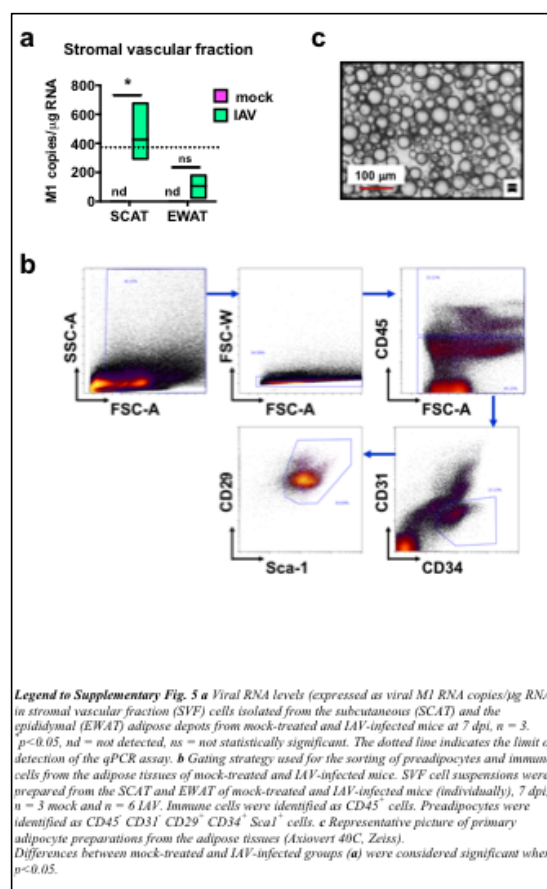 a
Stromal vascular fraction
M1 copies/µg RNA
800
600
400
200
0
*
ns
nd
nd
SCAT
EWAT
mock
IAV
c
100 µm
b
SSC-A
FSC-A
FSC-W
FSC-A
CD45
FSC-A
CD29
Sca-1
CD31
CD34
Legend to Supplementary Fig. 5 a Viral RNA levels (expressed as viral M1 RNA copies/µg RNA
in stromal vascular fraction (SVF) cells isolated from the subcutaneous (SCAT) and the
epididymal (EWAT) adipose depots from mock-treated and IAV-infected mice at 7 dpi, n = 3.
*p<0.05, nd = not detected, ns = not statistically significant. The dotted line indicates the limit o
detection of the qPCR assay. b Gating strategy used for the sorting of preadipocytes and immun
cells from the adipose tissues of mock-treated and IAV-infected mice. SVF cell suspensions were
prepared from the SCAT and EWAT of mock-treated and IAV-infected mice (individually), 7 dpi
n = 3 mock and n = 6 IAV. Immune cells were identified as CD45+ cells. Preadipocytes were
identified as CD45- CD31- CD29+ CD34+ Sca1+ cells. c Representative picture of primary
adipocyte preparations from the adipose tissues (Axiovert 40C, Zeiss).
Differences between mock-treated and IAV-infected groups (a) were considered significant when
p<0.05.